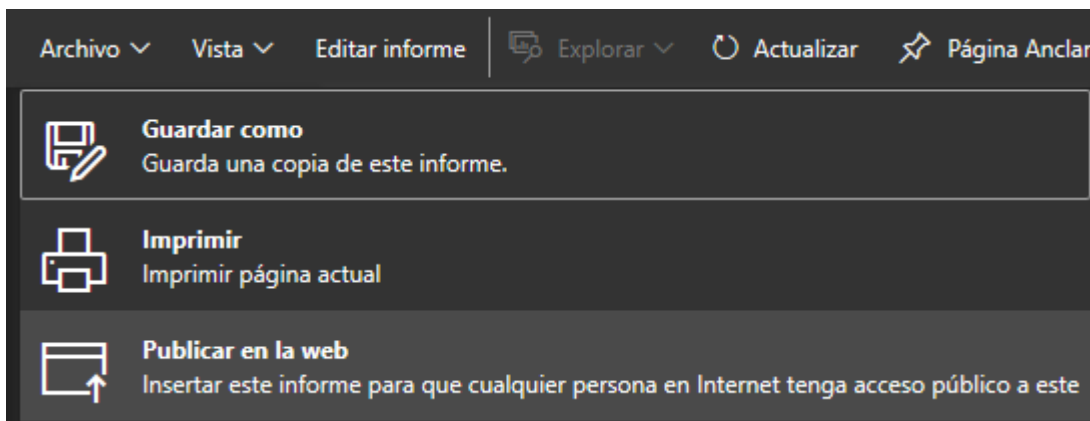 Archivo Vista Editar informe Explorar Actualizar Página Anclar
Guardar como
Guarda una copia de este informe.
Imprimir
Imprimir página actual
Publicar en la web
Insertar este informe para que cualquier persona en Internet tenga acceso público a este